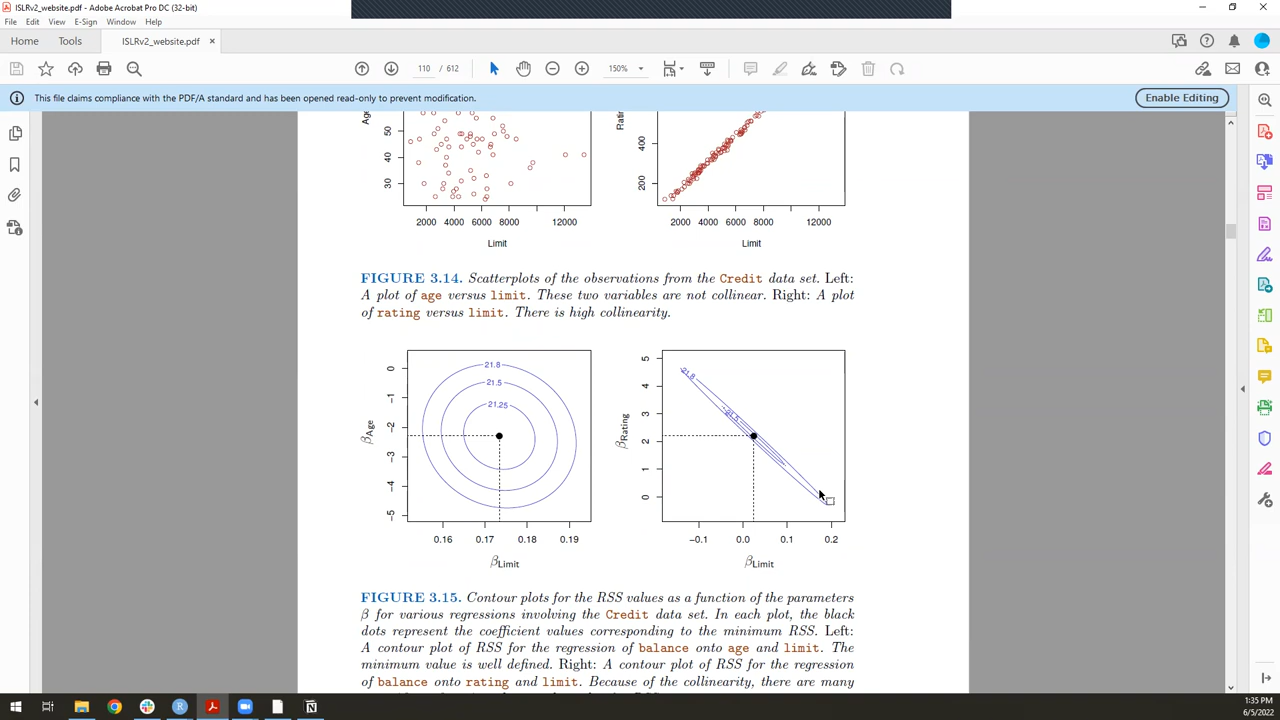 ISLRv2_website.pdf - Adobe Acrobat Pro DC (32-bit)
File Edit View E-Sign Window Help
Home Tools ISLRv2_website.pdf ×
110 / 612 150%
This file claims compliance with the PDF/A standard and has been opened read-only to prevent modification. Enable Editing
Age
50
40
30
2000 4000 6000 8000 12000
Limit
400
200
2000 4000 6000 8000 12000
Limit
FIGURE 3.14. Scatterplots of the observations from the Credit data set. Left:
A plot of age versus limit. These two variables are not collinear. Right: A plot
of rating versus limit. There is high collinearity.
βAge
0
−1
−2
−3
−4
−5
21.8
21.5
21.25
0.16 0.17 0.18 0.19
βLimit
βRating
5
4
3
2
1
0
21.8
21.5
−0.1 0.0 0.1 0.2
βLimit
FIGURE 3.15. Contour plots for the RSS values as a function of the parameters
β for various regressions involving the Credit data set. In each plot, the black
dots represent the coefficient values corresponding to the minimum RSS. Left:
A contour plot of RSS for the regression of balance onto age and limit. The
minimum value is well defined. Right: A contour plot of RSS for the regression
of balance onto rating and limit. Because of the collinearity, there are many
1:35 PM
6/5/2022